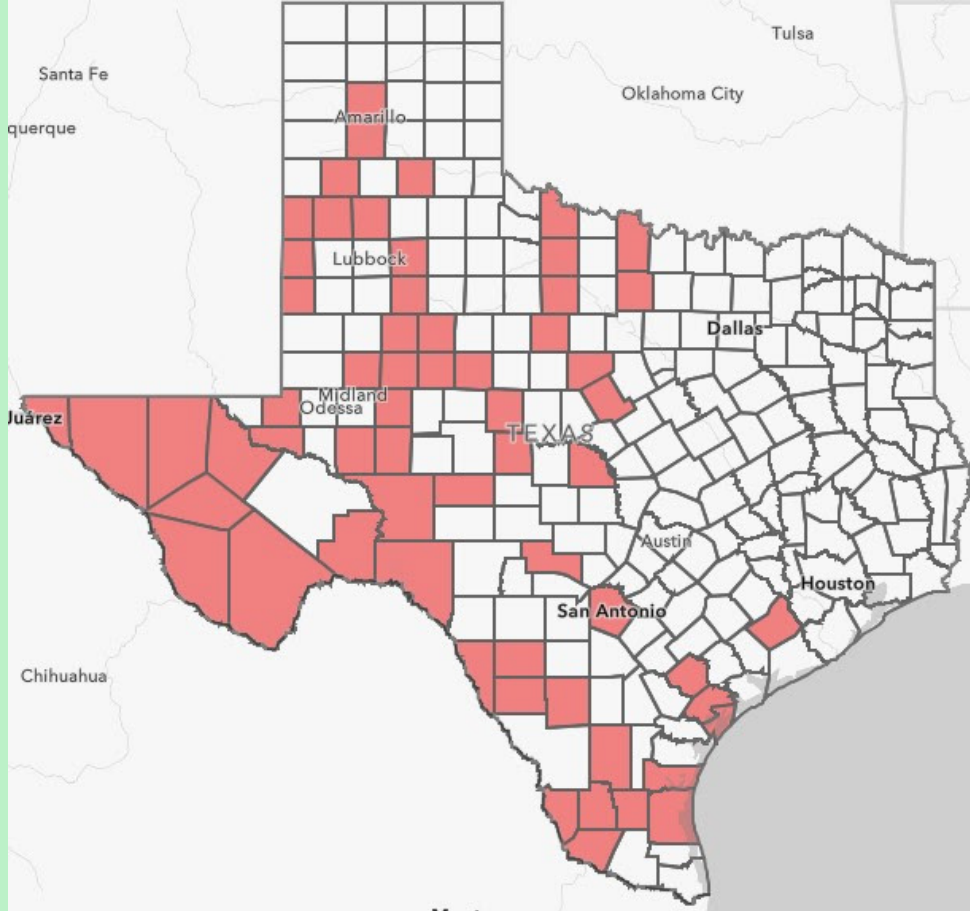 Tulsa
Santa Fe
Oklahoma City
Amarillo
querque
Lubbock
Dallas
Midland
Odessa
Juárez
TEXAS
Austin
Houston
San Antonio
Chihuahua